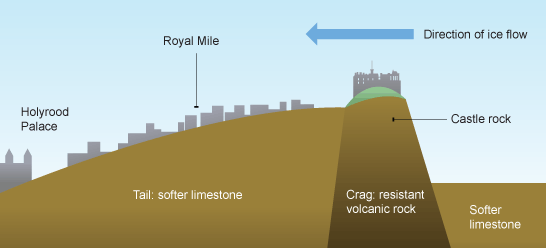 Royal Mile
Direction of ice flow
Holyrood
Palace
Castle rock
Tail: softer limestone
Crag: resistant
volcanic rock
Softer
limestone